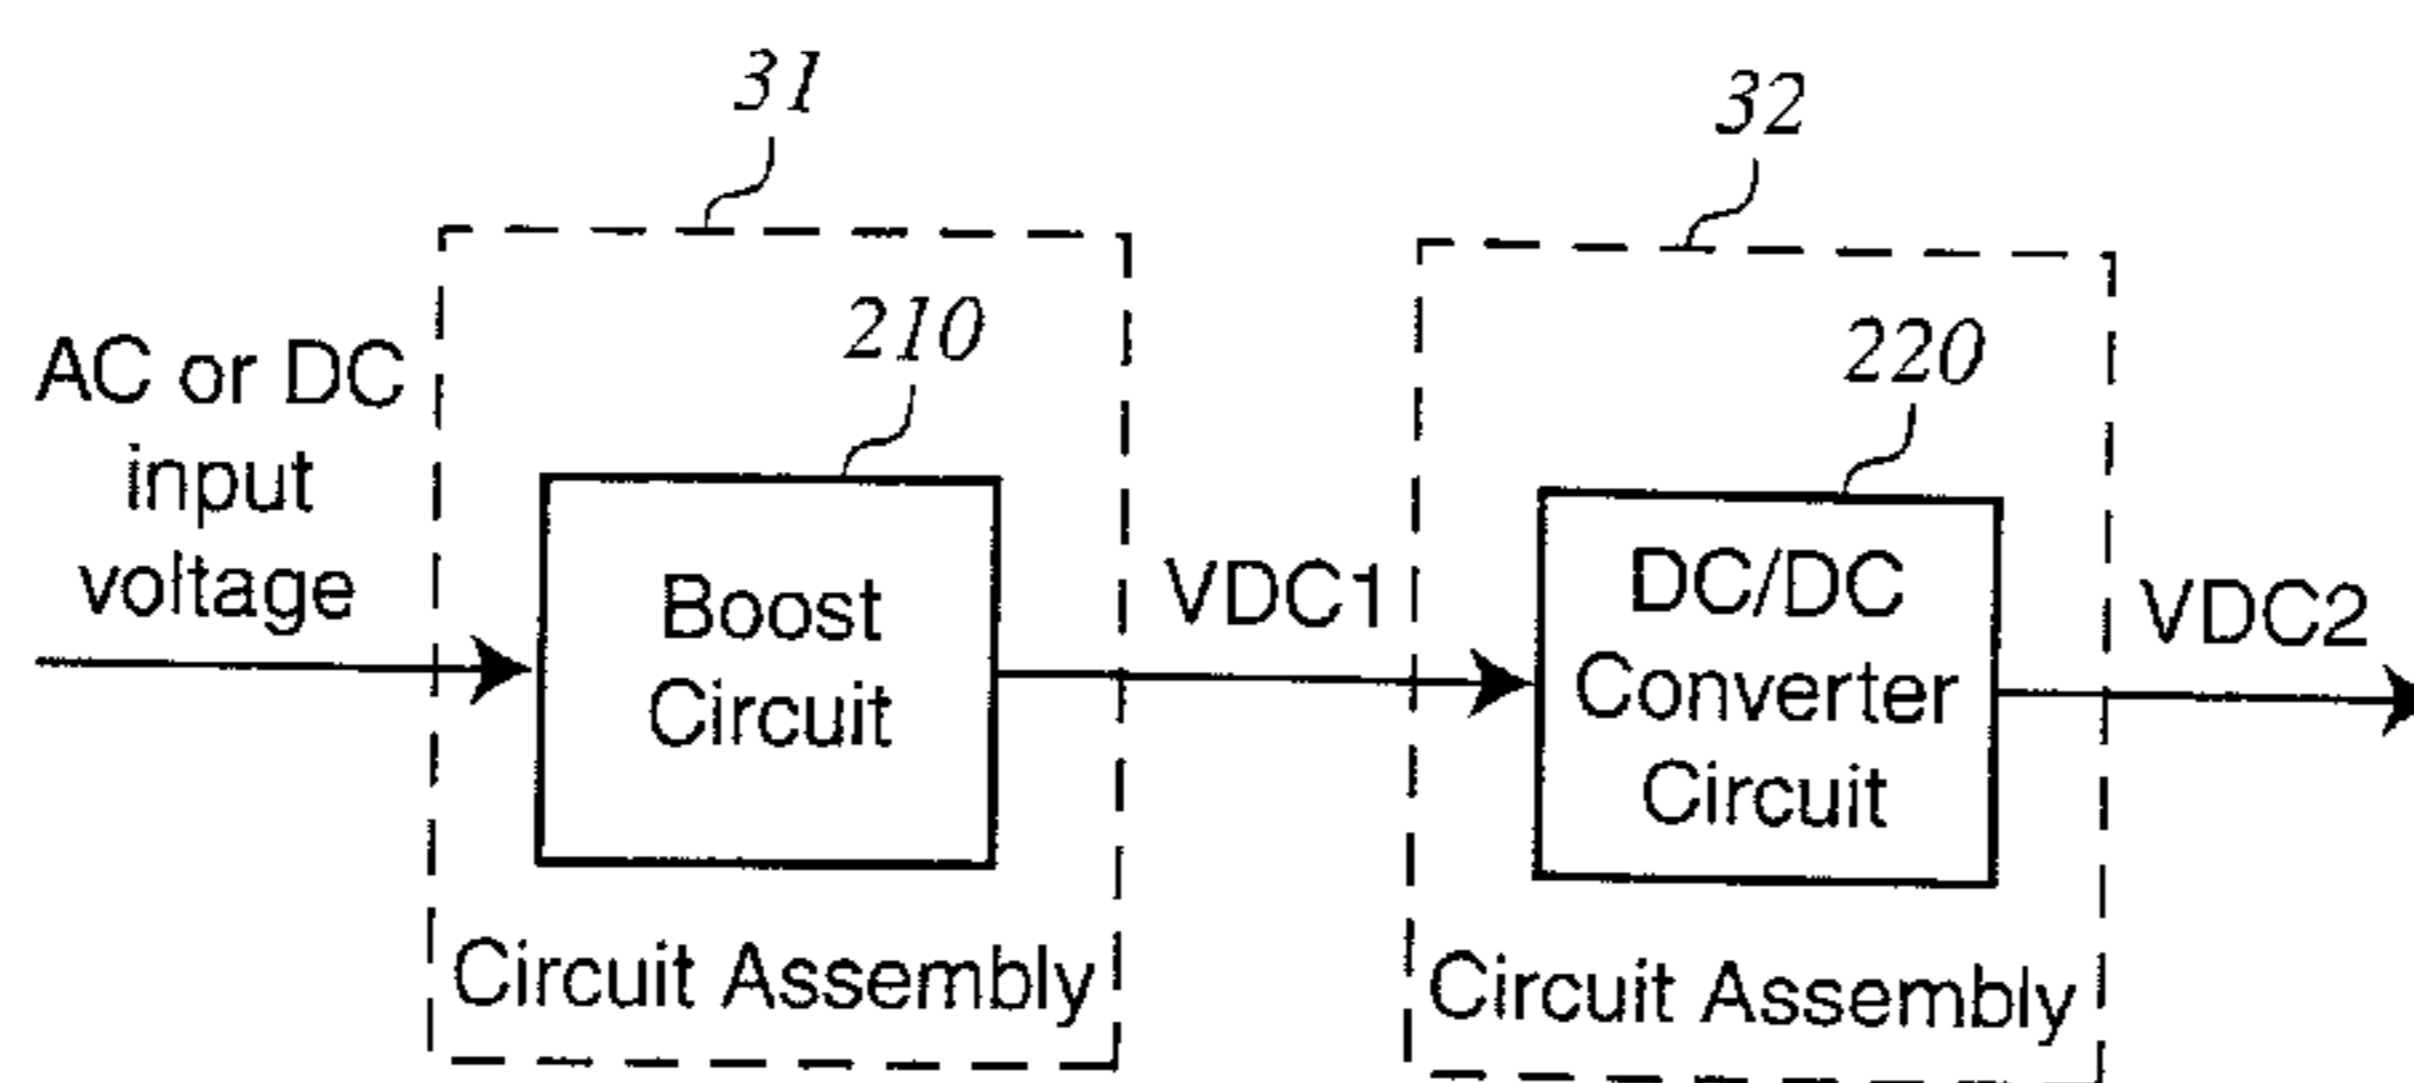 31
32
210
220
AC or DC
input
voltage
Boost
Circuit
VDC1
DC/DC
Converter
Circuit
VDC2
Circuit Assembly
Circuit Assembly